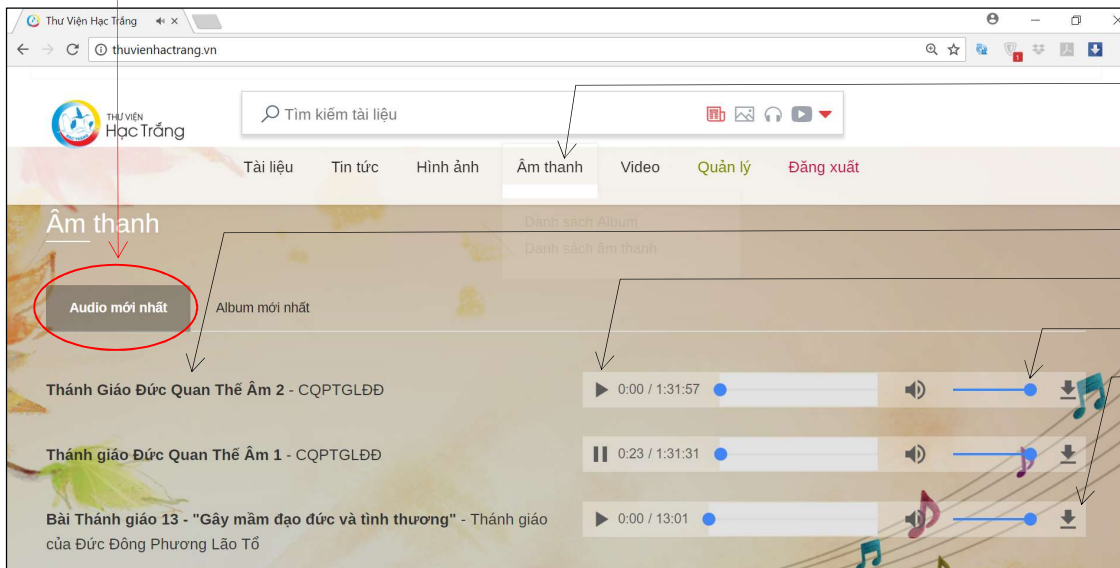 Thư Viện Hạc Trắng
thuvienhactrang.vn
1
THƯ VIỆN
Hạc Trắng
Tìm kiếm tài liệu
Tài liệu Tin tức Hình ảnh Âm thanh Video Quản lý Đăng xuất
Âm thanh
Danh sách Album
Danh sách âm thanh
Audio mới nhất Album mới nhất
Thánh Giáo Đức Quan Thế Âm 2 - CQPTGLĐĐ 0:00 / 1:31:57
Thánh giáo Đức Quan Thế Âm 1 - CQPTGLĐĐ 0:23 / 1:31:31
Bài Thánh giáo 13 - "Gây mầm đạo đức và tình thương" - Thánh giáo 0:00 / 13:01
của Đức Đông Phương Lão Tổ